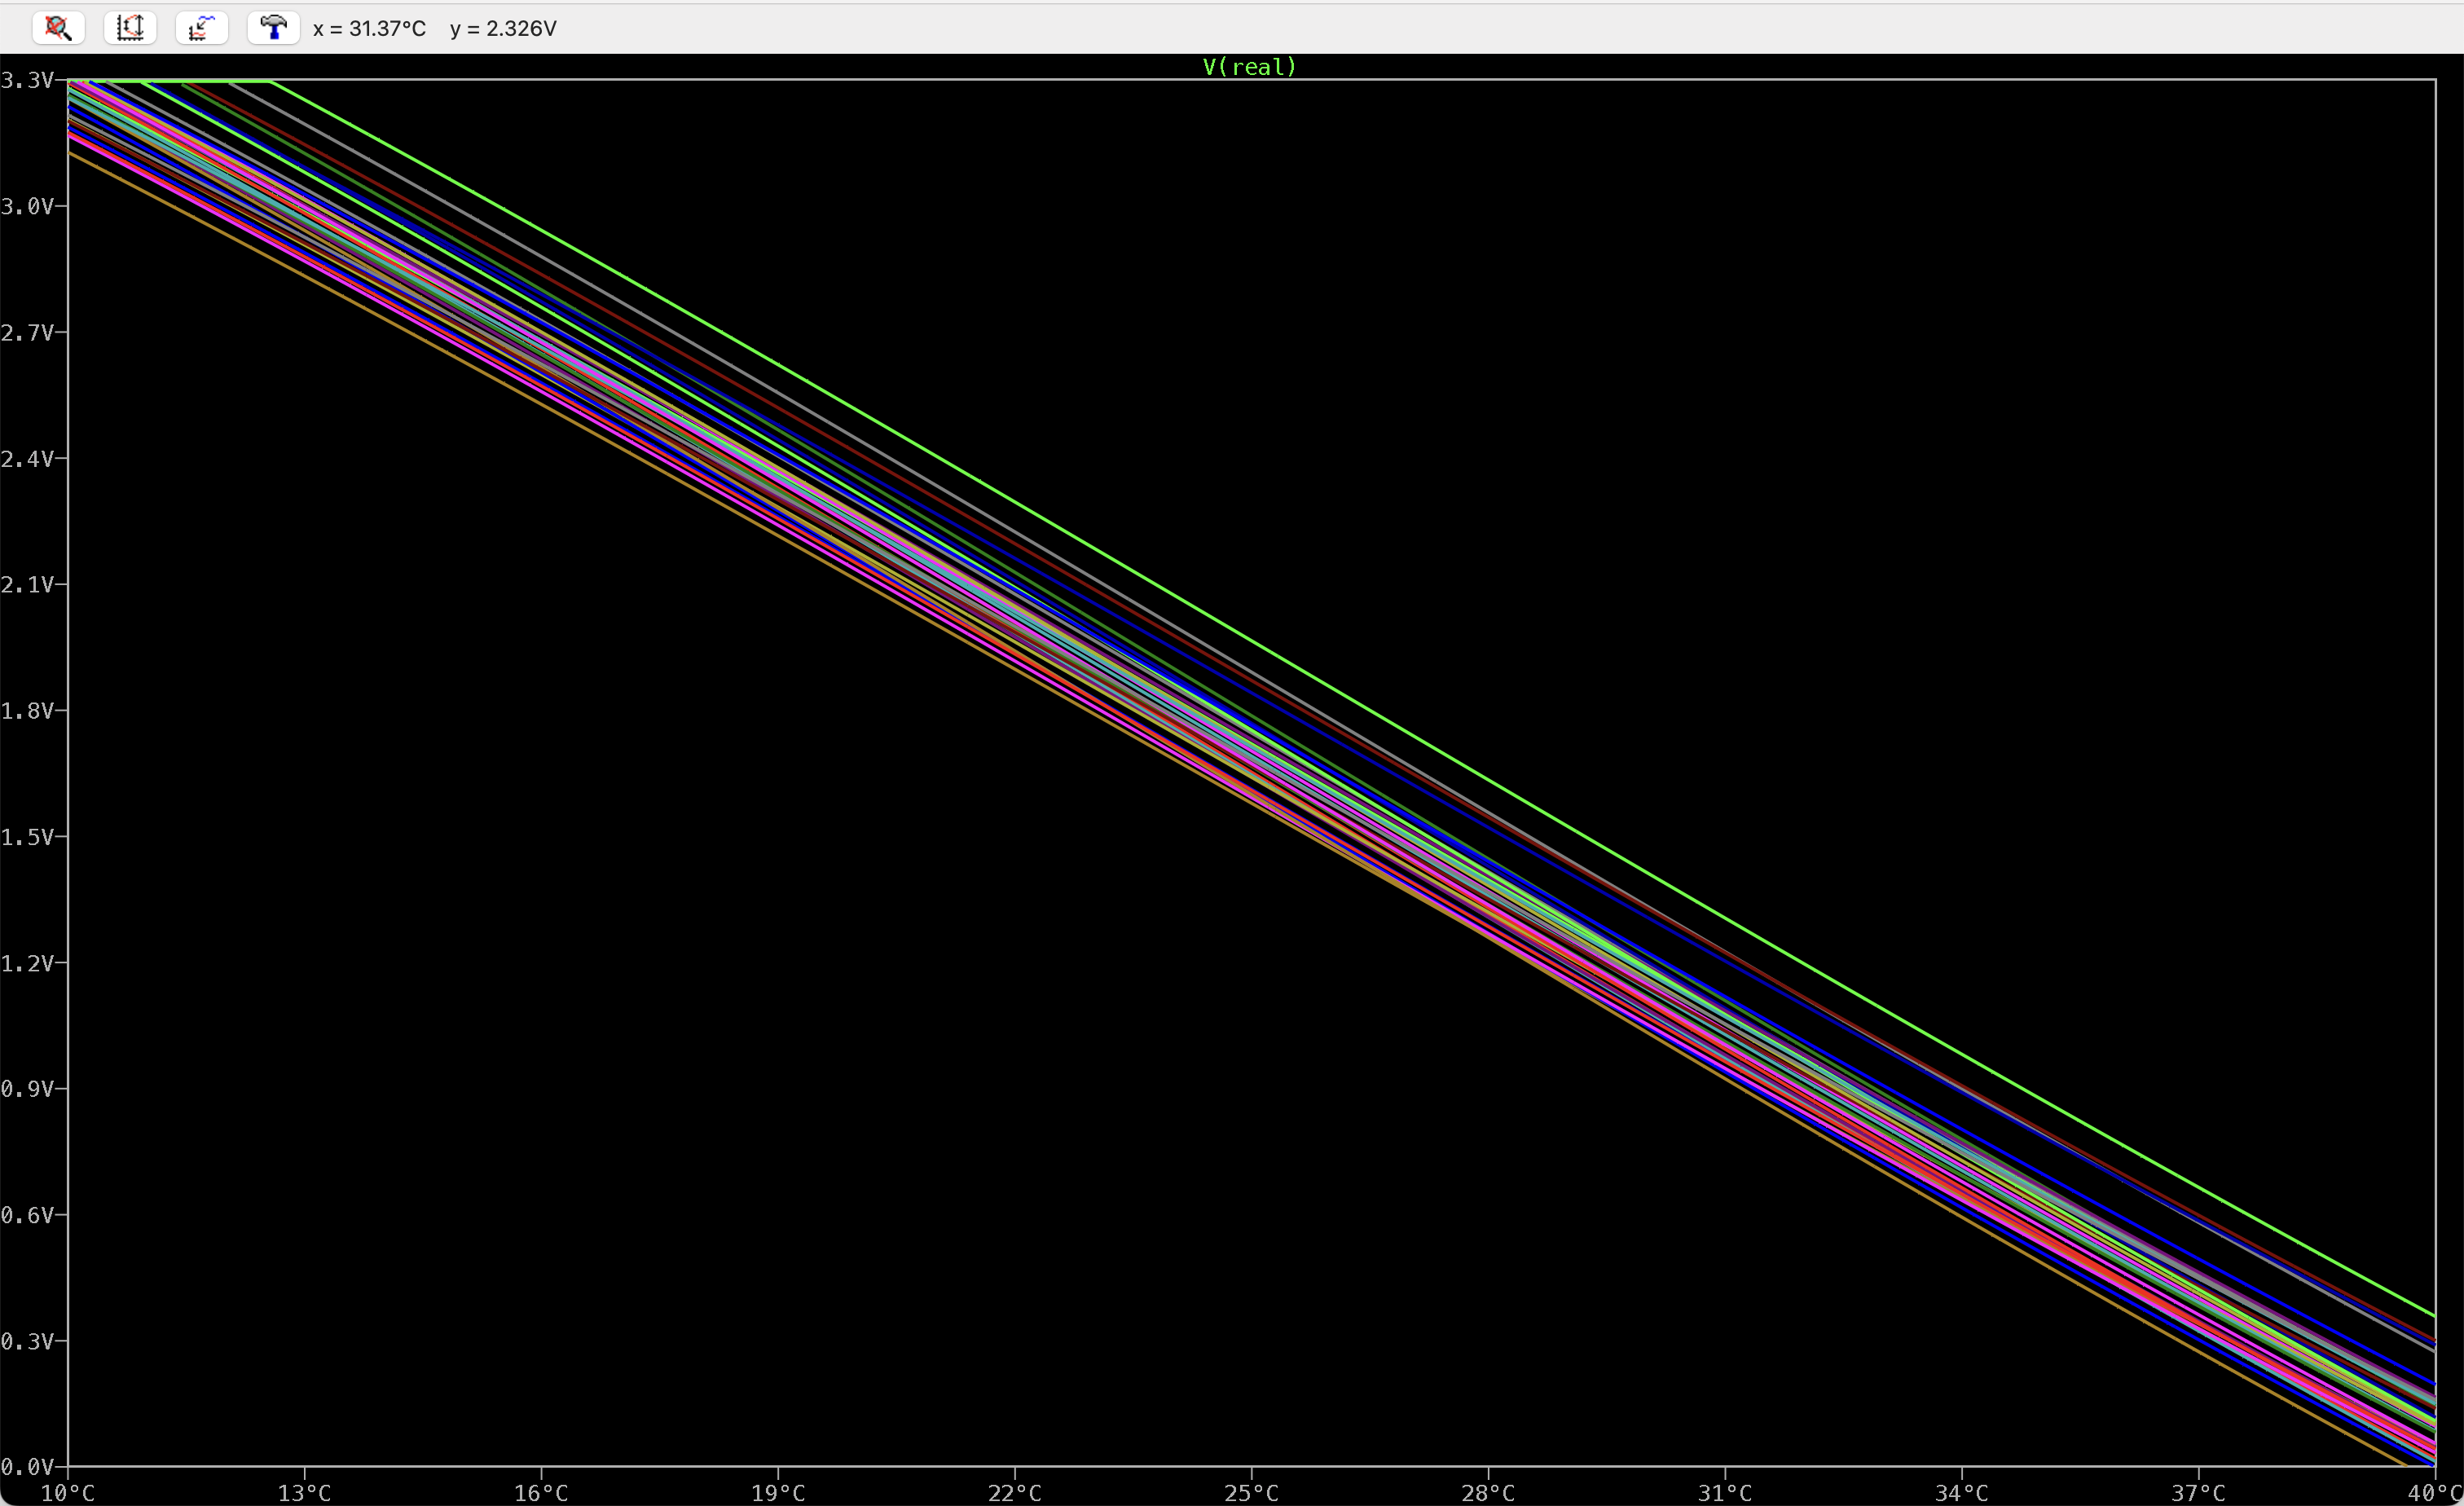 x = 31.37°C y = 2.326V
V(real)
3.3V
3.0V
2.7V
2.4V
2.1V
1.8V
1.5V
1.2V
0.9V
0.6V
0.3V
0.0V
10°C 13°C 16°C 19°C 22°C 25°C 28°C 31°C 34°C 37°C 40°C